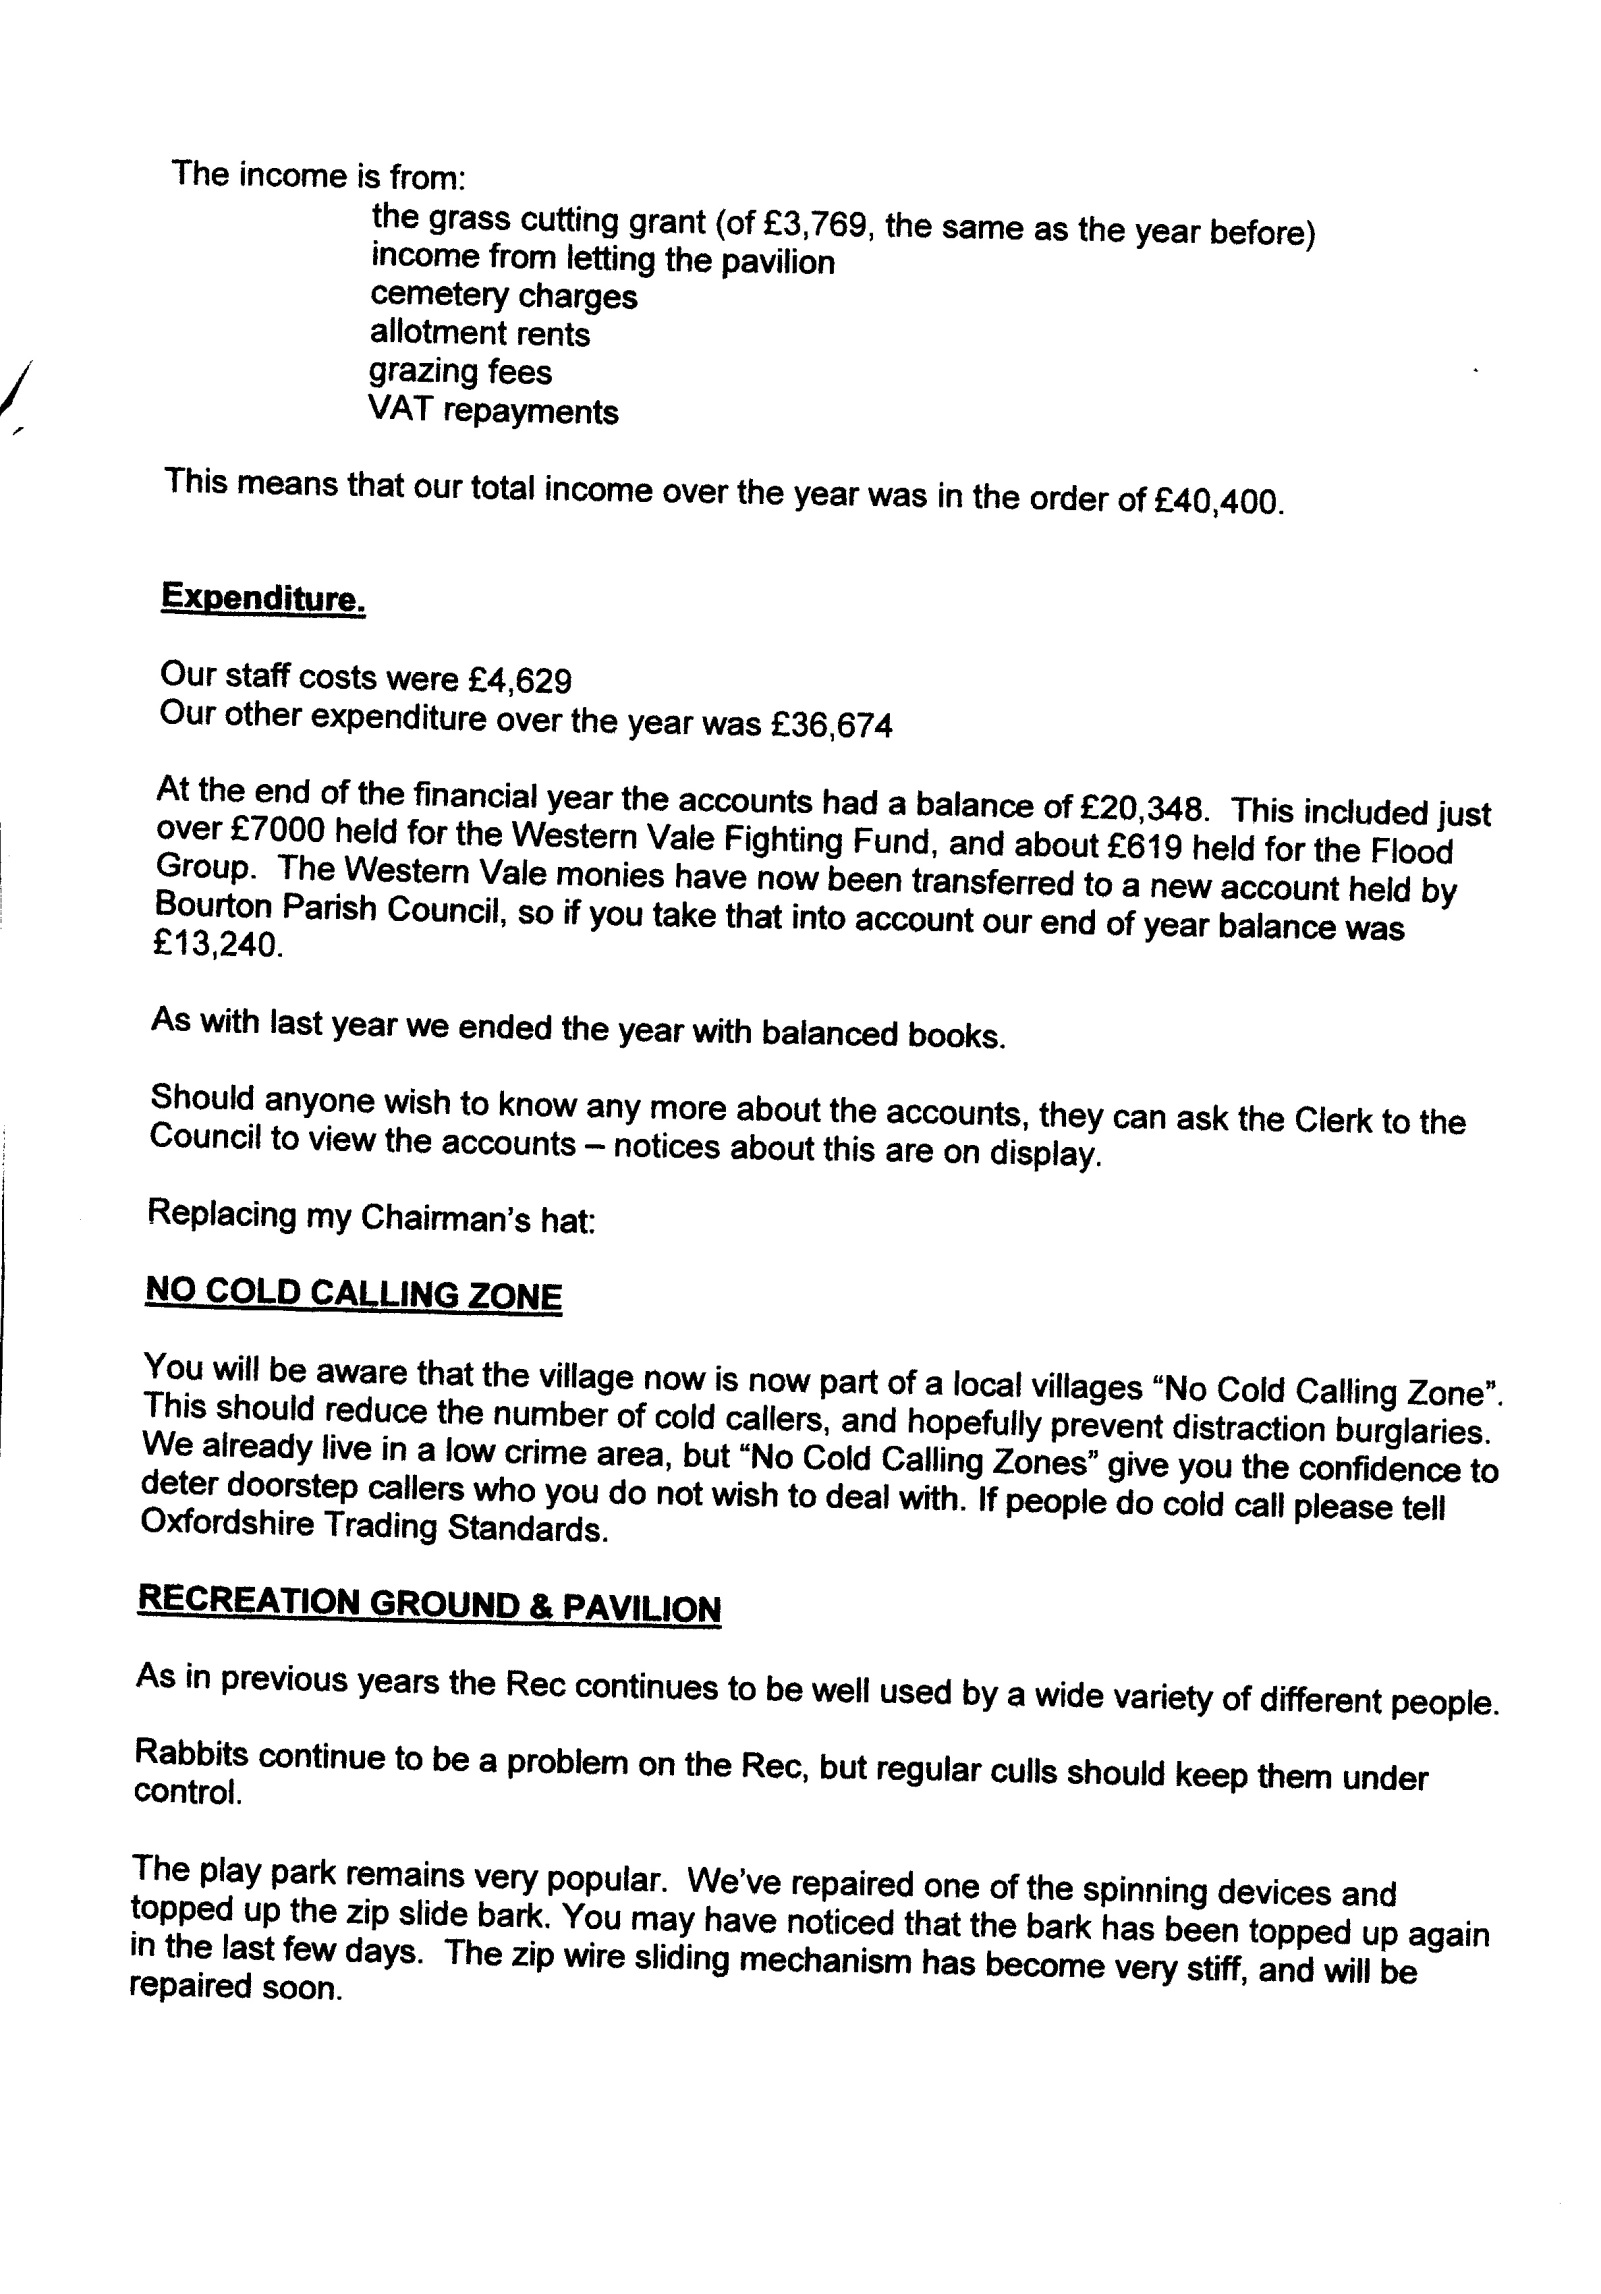 The income is from:
the grass cutting grant (of £3,769, the same as the year before)
income from letting the pavilion
cemetery charges
allotment rents
grazing fees
VAT repayments
This means that our total income over the year was in the order of £40,400.
Expenditure.
Our staff costs were £4,629
Our other expenditure over the year was £36,674
At the end of the financial year the accounts had a balance of £20,348.  This included just
over £7000 held for the Western Vale Fighting Fund, and about £619 held for the Flood
Group.  The Western Vale monies have now been transferred to a new account held by
Bourton Parish Council, so if you take that into account our end of year balance was
£13,240.
As with last year we ended the year with balanced books.
Should anyone wish to know any more about the accounts, they can ask the Clerk to the
Council to view the accounts – notices about this are on display.
Replacing my Chairman's hat:
NO COLD CALLING ZONE
You will be aware that the village now is now part of a local villages “No Cold Calling Zone”.
This should reduce the number of cold callers, and hopefully prevent distraction burglaries.
We already live in a low crime area, but “No Cold Calling Zones” give you the confidence to
deter doorstep callers who you do not wish to deal with. If people do cold call please tell
Oxfordshire Trading Standards.
RECREATION GROUND & PAVILION
As in previous years the Rec continues to be well used by a wide variety of different people.
Rabbits continue to be a problem on the Rec, but regular culls should keep them under
control.
The play park remains very popular.  We've repaired one of the spinning devices and
topped up the zip slide bark. You may have noticed that the bark has been topped up again
in the last few days.  The zip wire sliding mechanism has become very stiff, and will be
repaired soon.